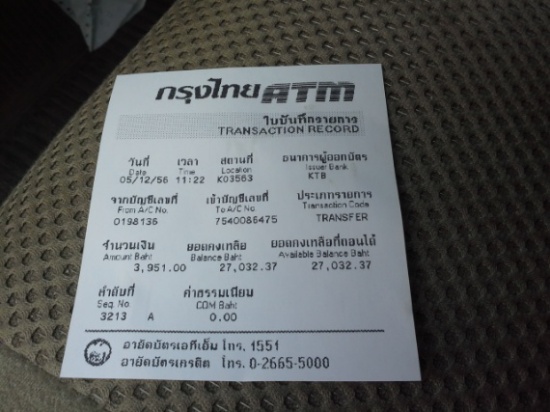 กรุงไทย ATM
ใบบันทึกรายการ
TRANSACTION RECORD
วันที่ เวลา สถานที่ ธนาคารผู้ออกบัตร
Date Time Location Issuer Bank
05/12/56 11:22 K03563 KTB
จากบัญชีเลขที่ เข้าบัญชีเลขที่ ประเภทรายการ
From A/C No. To A/C No. Transaction Code
0198136 7540086475 TRANSFER
จำนวนเงิน ยอดคงเหลือ ยอดคงเหลือที่ถอนได้
Amount Baht Balance Baht Available Balance Baht
3,951.00 27,032.37 27,032.37
ลำดับที่ ค่าธรรมเนียม
Seq. No COM Baht
3213 A 0.00
อายัดบัตรเอทีเอ็ม โทร. 1551
อายัดบัตรเครดิต โทร. 0-2665-5000